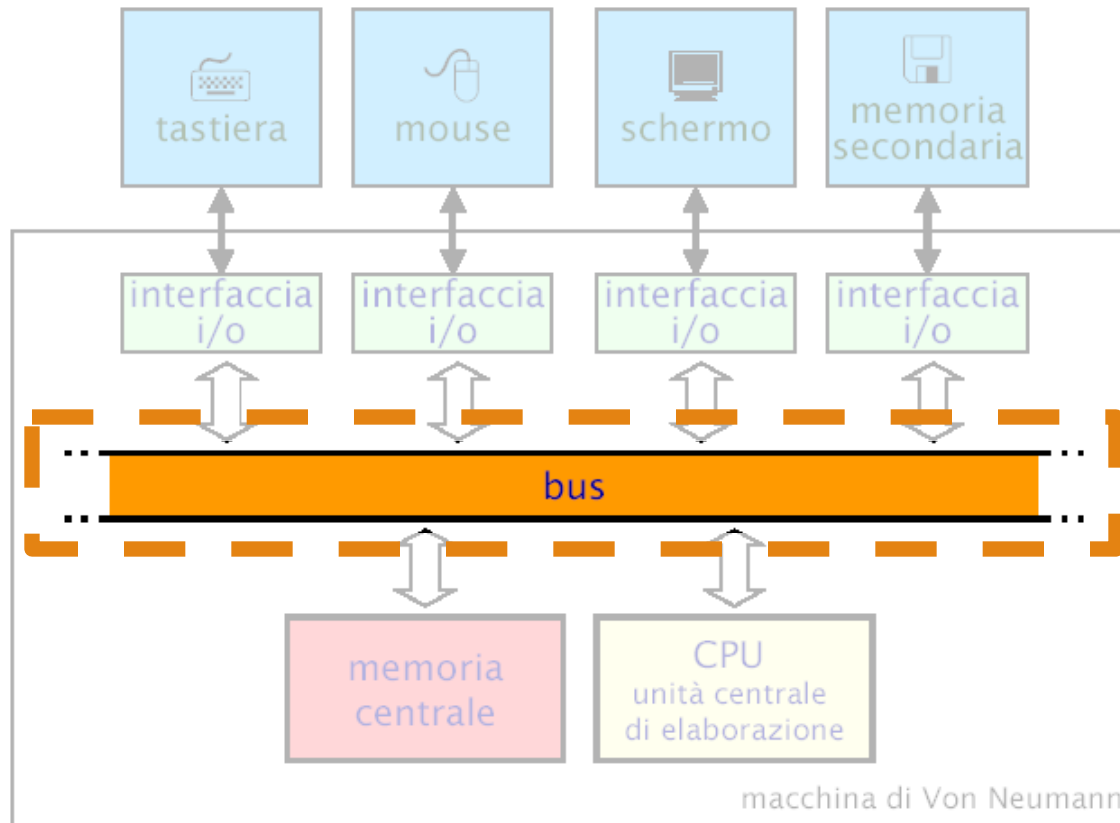 tastiera
mouse
schermo
memoria
secondaria
interfaccia
i/o
interfaccia
i/o
interfaccia
i/o
interfaccia
i/o
bus
memoria
centrale
CPU
unità centrale
di elaborazione
macchina di Von Neumann